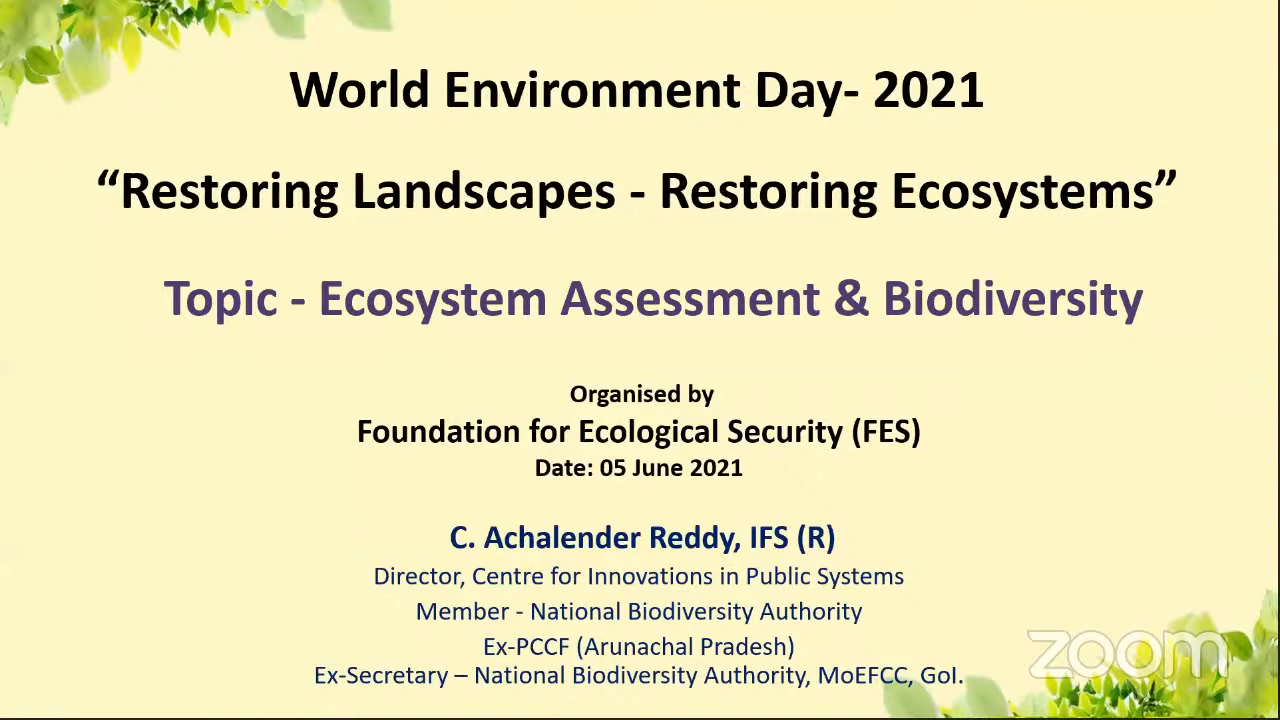 World Environment Day- 2021
“Restoring Landscapes - Restoring Ecosystems”
Topic - Ecosystem Assessment & Biodiversity
Organised by
Foundation for Ecological Security (FES)
Date: 05 June 2021
C. Achalender Reddy, IFS (R)
Director, Centre for Innovations in Public Systems
Member - National Biodiversity Authority
Ex-PCCF (Arunachal Pradesh)
Ex-Secretary – National Biodiversity Authority, MoEFCC, GoI.
zoom